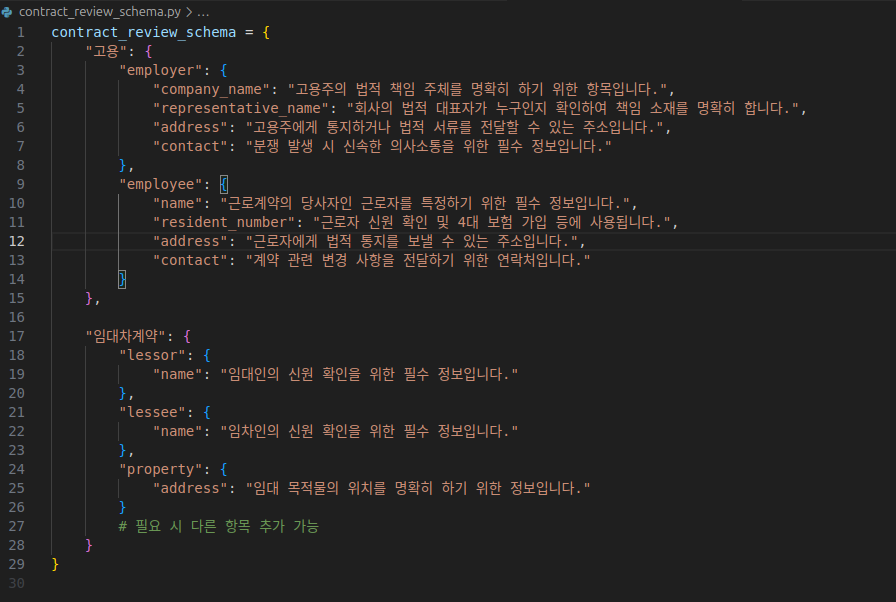 contract_review_schema.py > ...
1 contract_review_schema = {
2 "고용": {
3 "employer": {
4 "company_name": "고용주의 법적 책임 주체를 명확히 하기 위한 항목입니다.",
5 "representative_name": "회사의 법적 대표자가 누구인지 확인하여 책임 소재를 명확히 합니다.",
6 "address": "고용주에게 통지하거나 법적 서류를 전달할 수 있는 주소입니다.",
7 "contact": "분쟁 발생 시 신속한 의사소통을 위한 필수 정보입니다."
8 },
9 "employee": {
10 "name": "근로계약의 당사자인 근로자를 특정하기 위한 필수 정보입니다.",
11 "resident_number": "근로자 신원 확인 및 4대 보험 가입 등에 사용됩니다.",
12 "address": "근로자에게 법적 통지를 보낼 수 있는 주소입니다.",
13 "contact": "계약 관련 변경 사항을 전달하기 위한 연락처입니다."
14 }
15 },
16
17 "임대차계약": {
18 "lessor": {
19 "name": "임대인의 신원 확인을 위한 필수 정보입니다."
20 },
21 "lessee": {
22 "name": "임차인의 신원 확인을 위한 필수 정보입니다."
23 },
24 "property": {
25 "address": "임대 목적물의 위치를 명확히 하기 위한 정보입니다."
26 }
27 # 필요 시 다른 항목 추가 가능
28 }
29 }
30